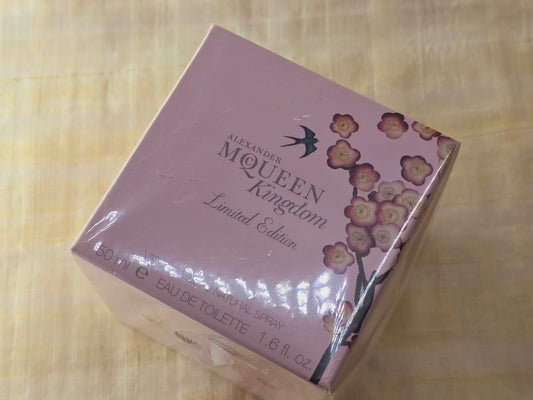 ALEXANDER
McQUEEN
Kingdom
Limited Edition
NATURAL SPRAY
50 ml e EAU DE TOILETTE 1.6 fl. oz.